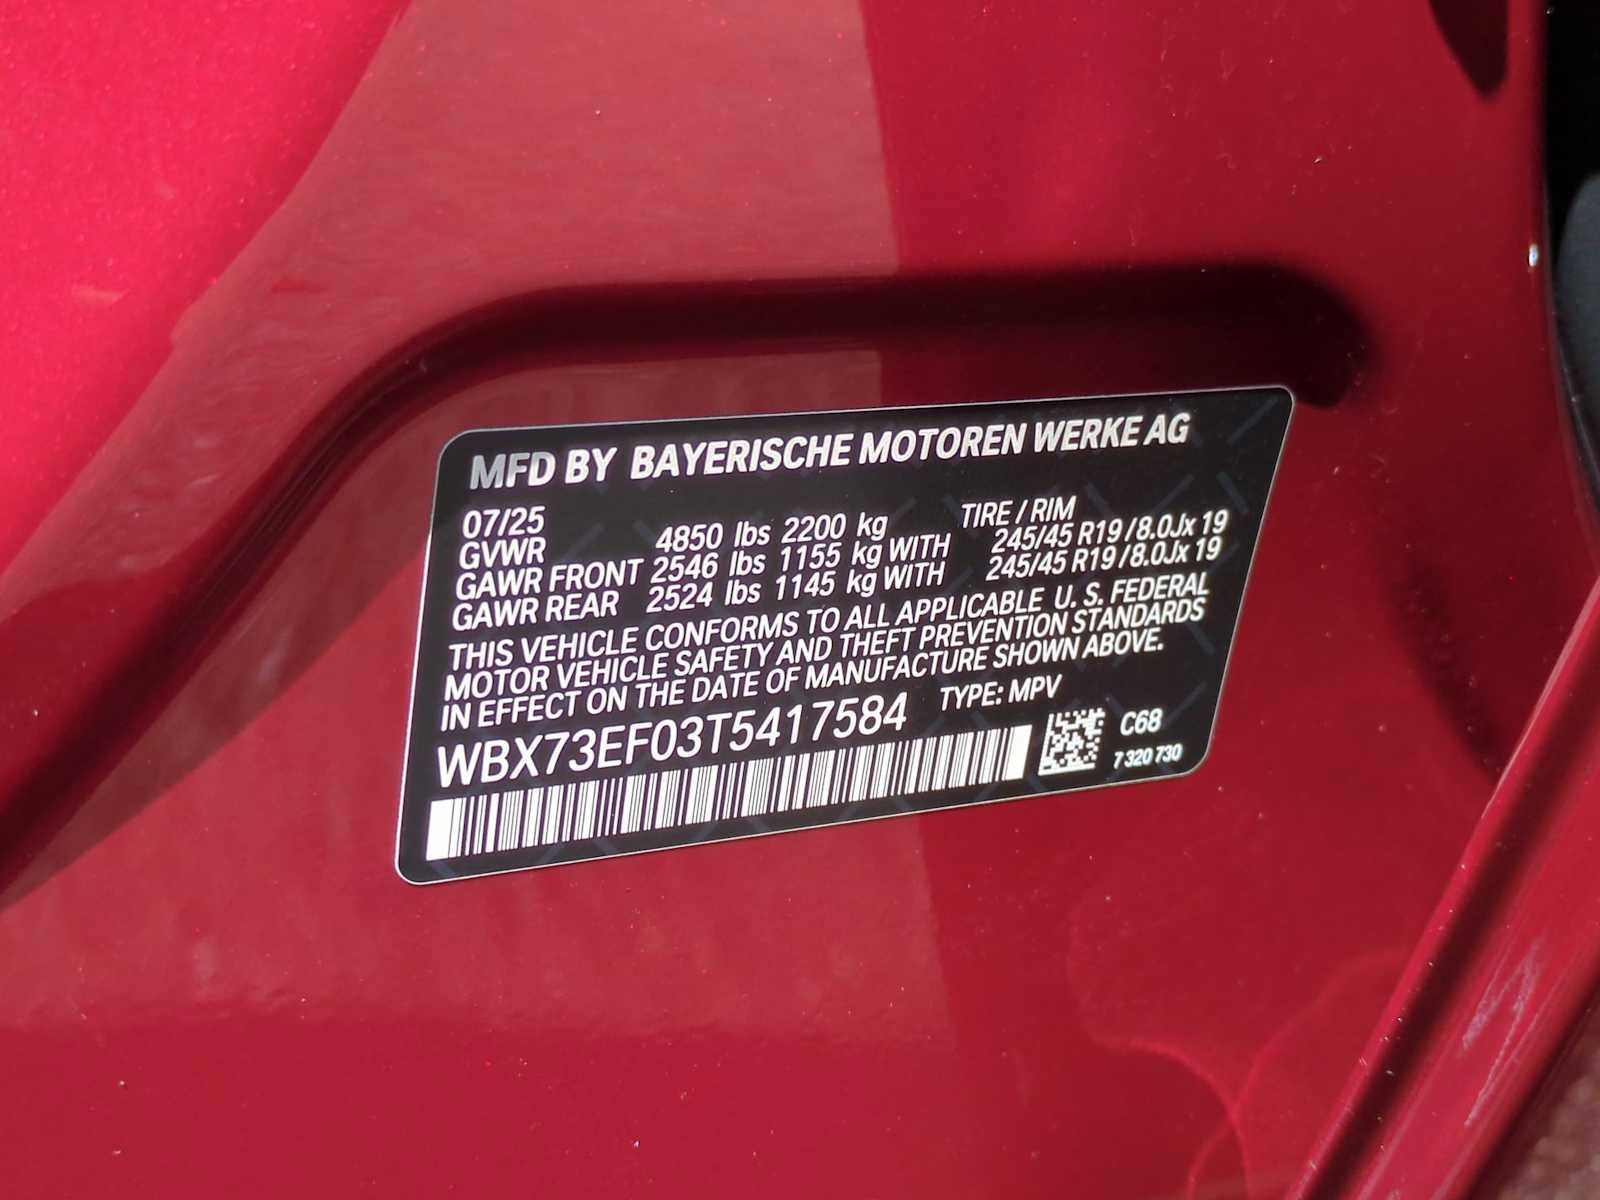 MFD BY BAYERISCHE MOTOREN WERKE AG
07/25 TIRE / RIM
GVWR 4850 lbs 2200 kg
GAWR FRONT 2546 lbs 1155 kg WITH 245/45 R19 / 8.0Jx 19
GAWR REAR 2524 lbs 1145 kg WITH 245/45 R19 / 8.0Jx 19
THIS VEHICLE CONFORMS TO ALL APPLICABLE U. S. FEDERAL
MOTOR VEHICLE SAFETY AND THEFT PREVENTION STANDARDS
IN EFFECT ON THE DATE OF MANUFACTURE SHOWN ABOVE.
WBX73EF03T5417584 TYPE: MPV
C68
7 320 730